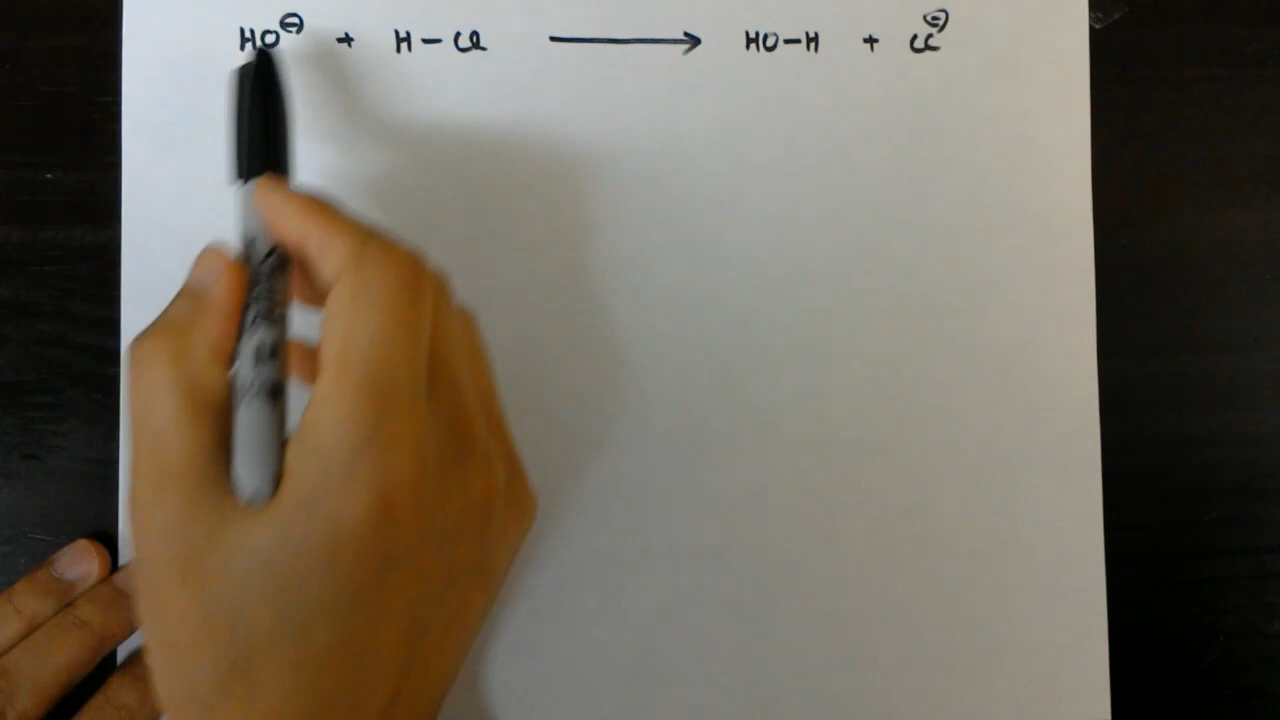 HO⊖ + H–Cl ⟶ HO–H + Cl⊖